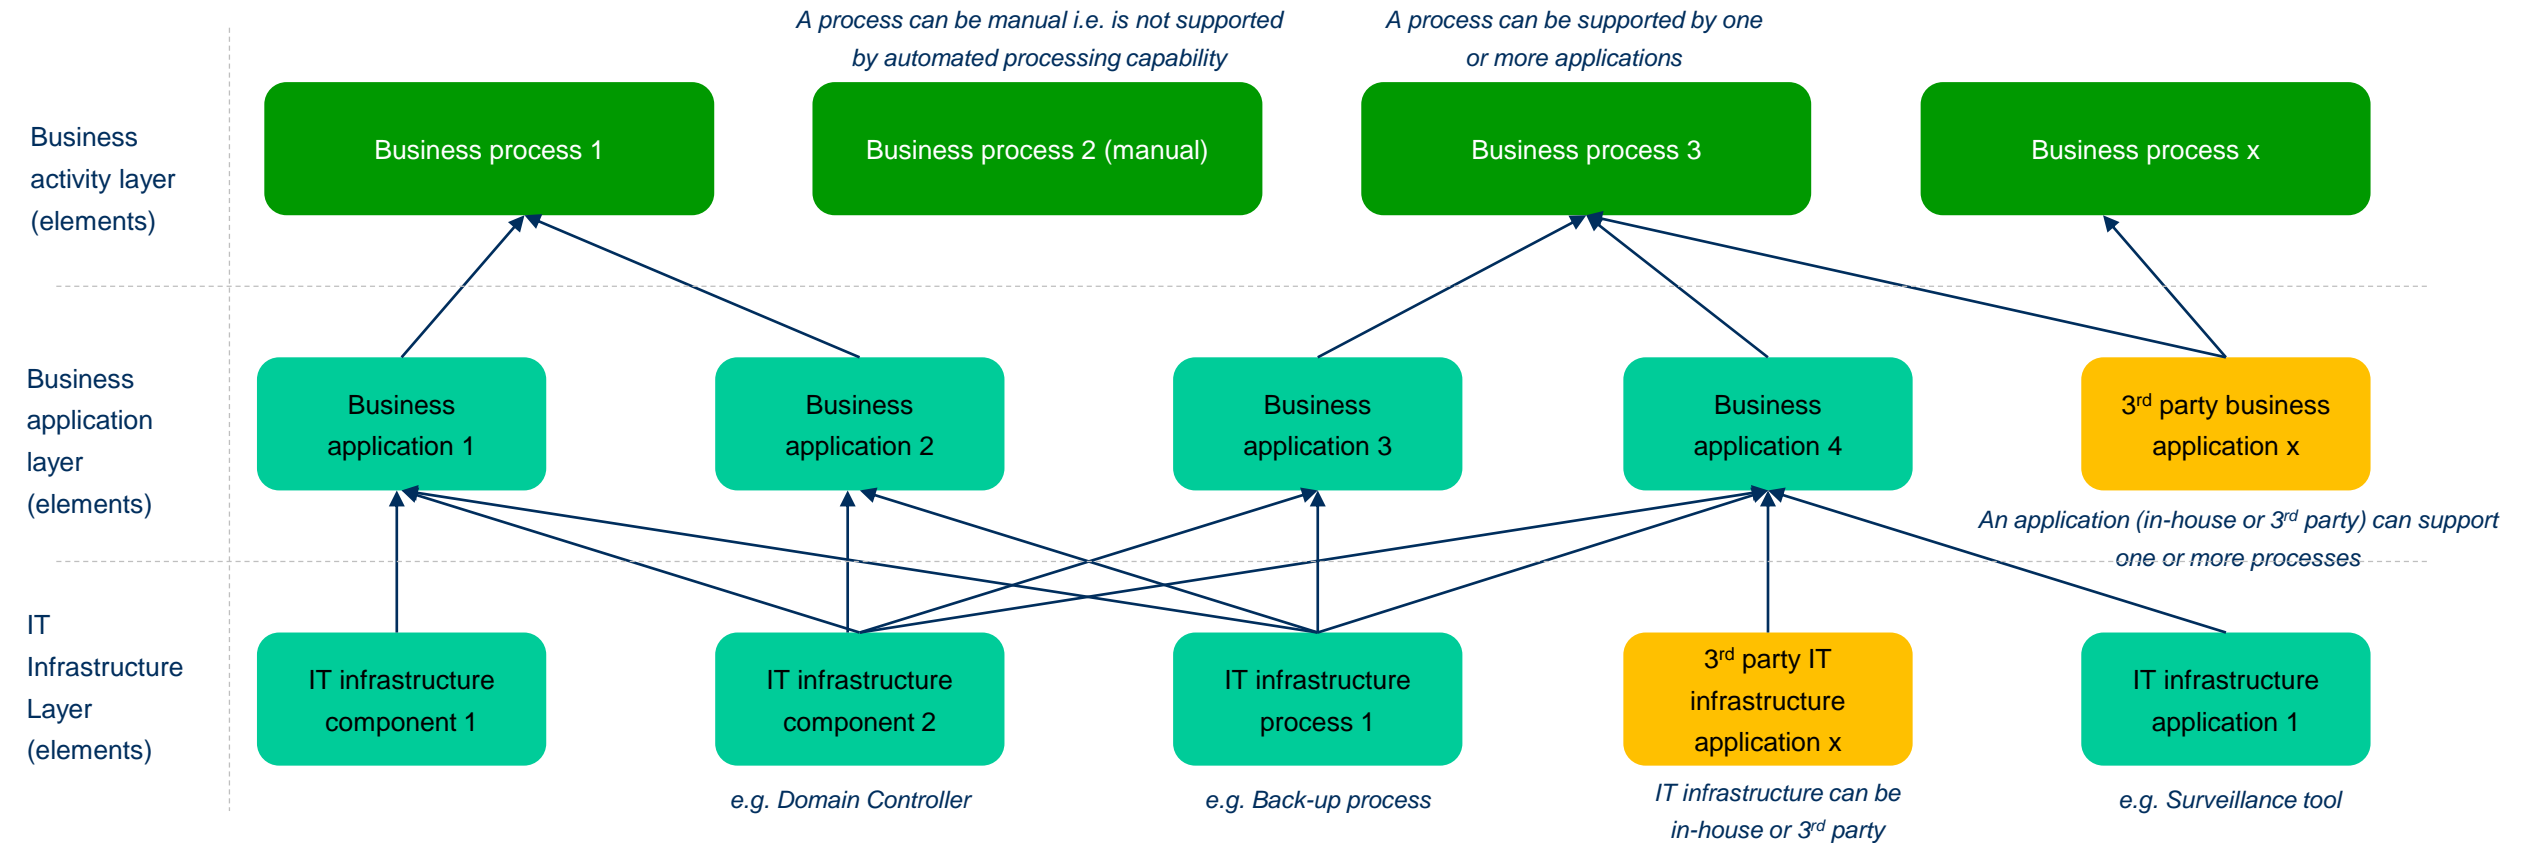 A process can be manual i.e. is not supported
by automated processing capability
A process can be supported by one
or more applications
Business
activity layer
(elements)
Business process 1
Business process 2 (manual)
Business process 3
Business process x
Business
application
layer
(elements)
Business
application 1
Business
application 2
Business
application 3
Business
application 4
3rd party business
application x
An application (in-house or 3rd party) can support
one or more processes
IT
Infrastructure
Layer
(elements)
IT infrastructure
component 1
IT infrastructure
component 2
IT infrastructure
process 1
3rd party IT
infrastructure
application x
IT infrastructure
application 1
e.g. Domain Controller
e.g. Back-up process
IT infrastructure can be
in-house or 3rd party
e.g. Surveillance tool